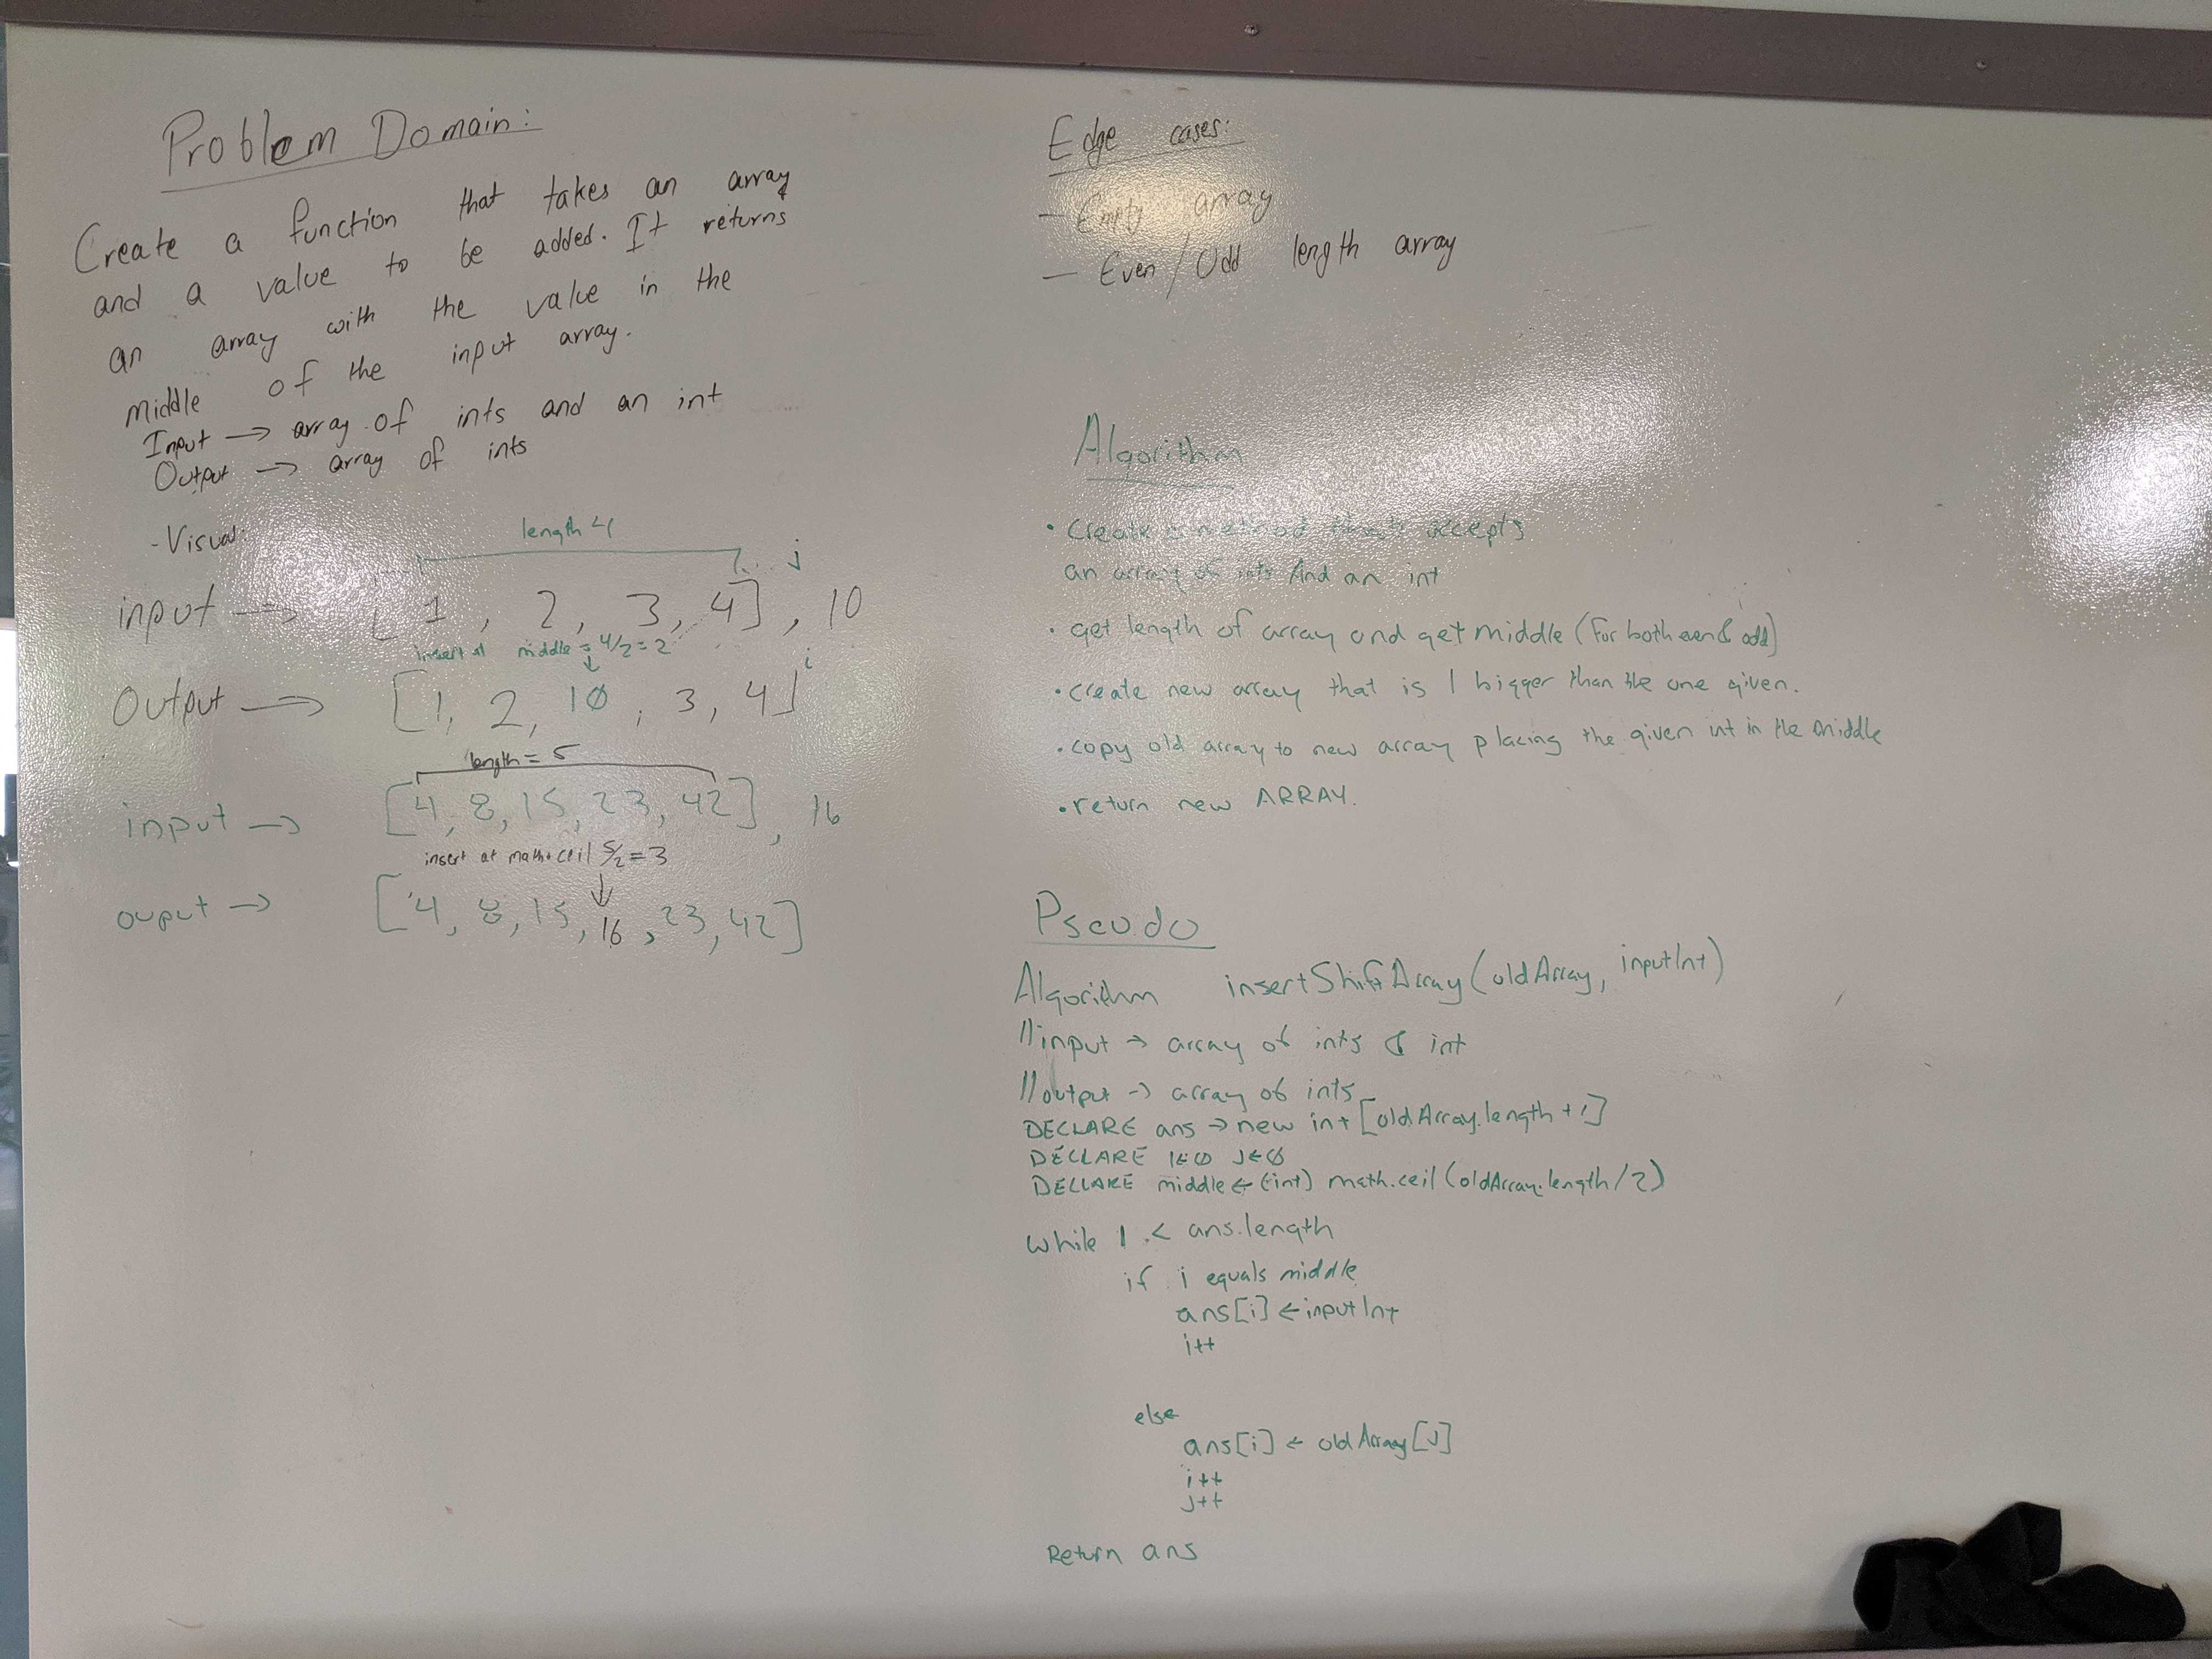 Problem Domain:
Create a function that takes an array
and a value to be added. It returns
an array with the value in the
middle of the input array.
Input → array of ints and an int
Output → array of ints
- Visual:
length 4
j
input → [ 1 , 2 , 3 , 4 ] , 10
insert at middle = 4/2 = 2
i
Output → [ 1, 2, 10 , 3 , 4 ]
length = 5
input → [4, 8, 15, 23, 42] , 16
insert at math.ceil 5/2 = 3
ouput → [4, 8, 15, 16, 23, 42]
Edge cases:
- Empty array
- Even / Odd length array
Algorithm
• Create a method that accepts
an array of ints And an int
• get length of array and get middle (for both even & odd)
• create new array that is 1 bigger than the one given.
• copy old array to new array placing the given int in the middle
• return new ARRAY.
Pseudo
Algorithm insertShiftArray(oldArray, inputInt)
// input → array of ints & int
// output → array of ints
DECLARE ans → new int [oldArray.length + 1]
DECLARE i ← 0 j ← 0
DECLARE middle ← (int) math.ceil (oldArray.length / 2)
while i < ans.length
if i equals middle
ans[i] ← inputInt
i++
else
ans[i] ← oldArray[j]
i++
j++
Return ans